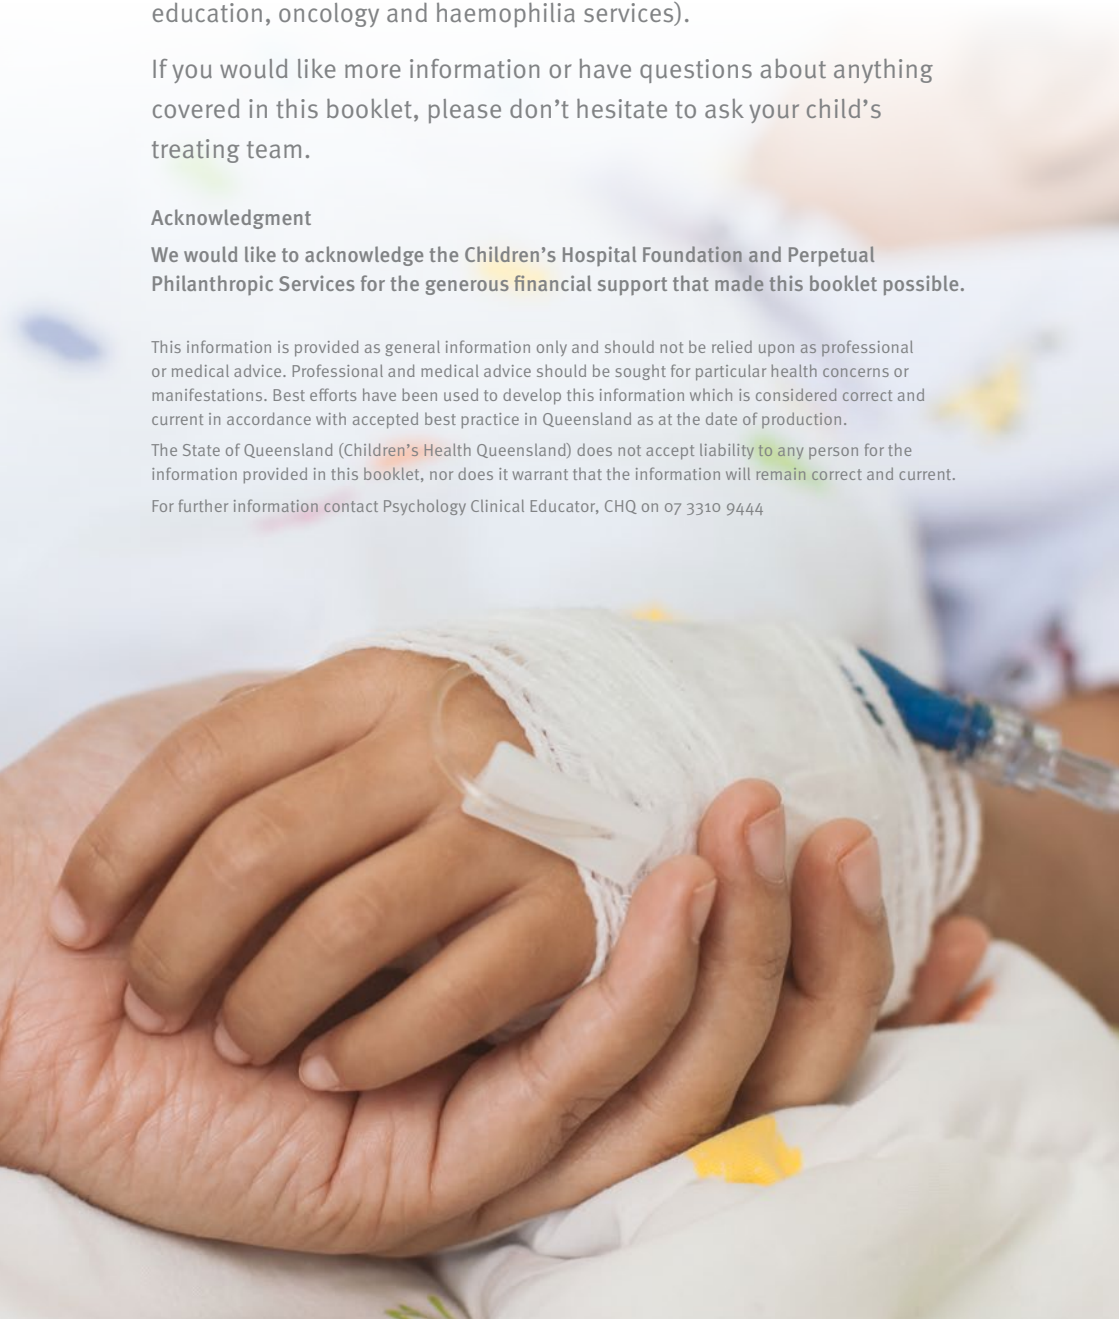 education, oncology and haemophilia services).
If you would like more information or have questions about anything
covered in this booklet, please don’t hesitate to ask your child’s
treating team.
Acknowledgment
We would like to acknowledge the Children’s Hospital Foundation and Perpetual
Philanthropic Services for the generous financial support that made this booklet possible.
This information is provided as general information only and should not be relied upon as professional
or medical advice. Professional and medical advice should be sought for particular health concerns or
manifestations. Best efforts have been used to develop this information which is considered correct and
current in accordance with accepted best practice in Queensland as at the date of production.
The State of Queensland (Children’s Health Queensland) does not accept liability to any person for the
information provided in this booklet, nor does it warrant that the information will remain correct and current.
For further information contact Psychology Clinical Educator, CHQ on 07 3310 9444